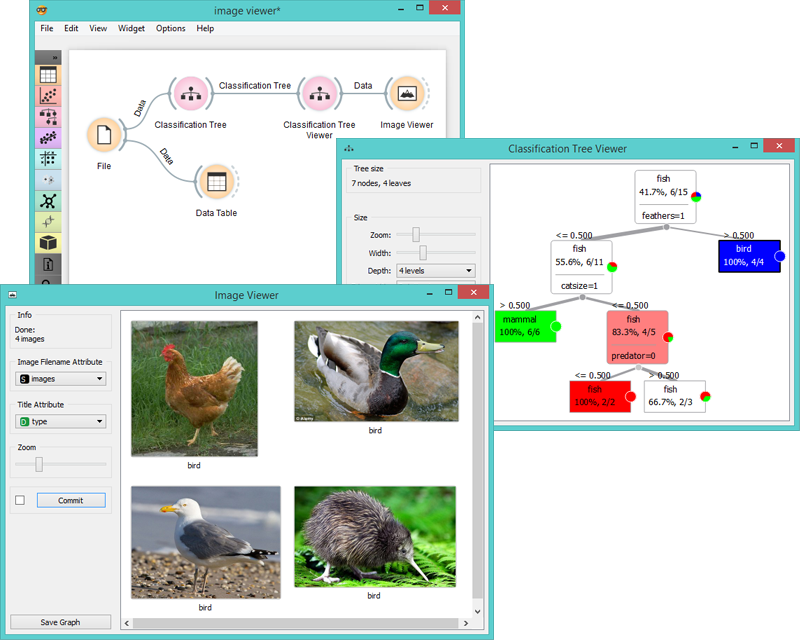 image viewer*
File Edit View Widget Options Help
Data
Classification Tree
Data
Classification Tree
Classification Tree
Viewer
Image Viewer
File
Data
Data Table
Classification Tree Viewer
Tree size
7 nodes, 4 leaves
Size
Zoom:
Width:
Depth: 4 levels
fish
41.7%, 6/15
feathers=1
<= 0.500
> 0.500
fish
55.6%, 6/11
catsize=1
bird
100%, 4/4
> 0.500
<= 0.500
mammal
100%, 6/6
fish
83.3%, 4/5
predator=0
<= 0.500
> 0.500
fish
100%, 2/2
fish
66.7%, 2/3
Image Viewer
Info
Done:
4 images
Image Filename Attribute
S images
Title Attribute
D type
Zoom
Commit
Save Graph
© Alamy
bird
bird
bird
bird